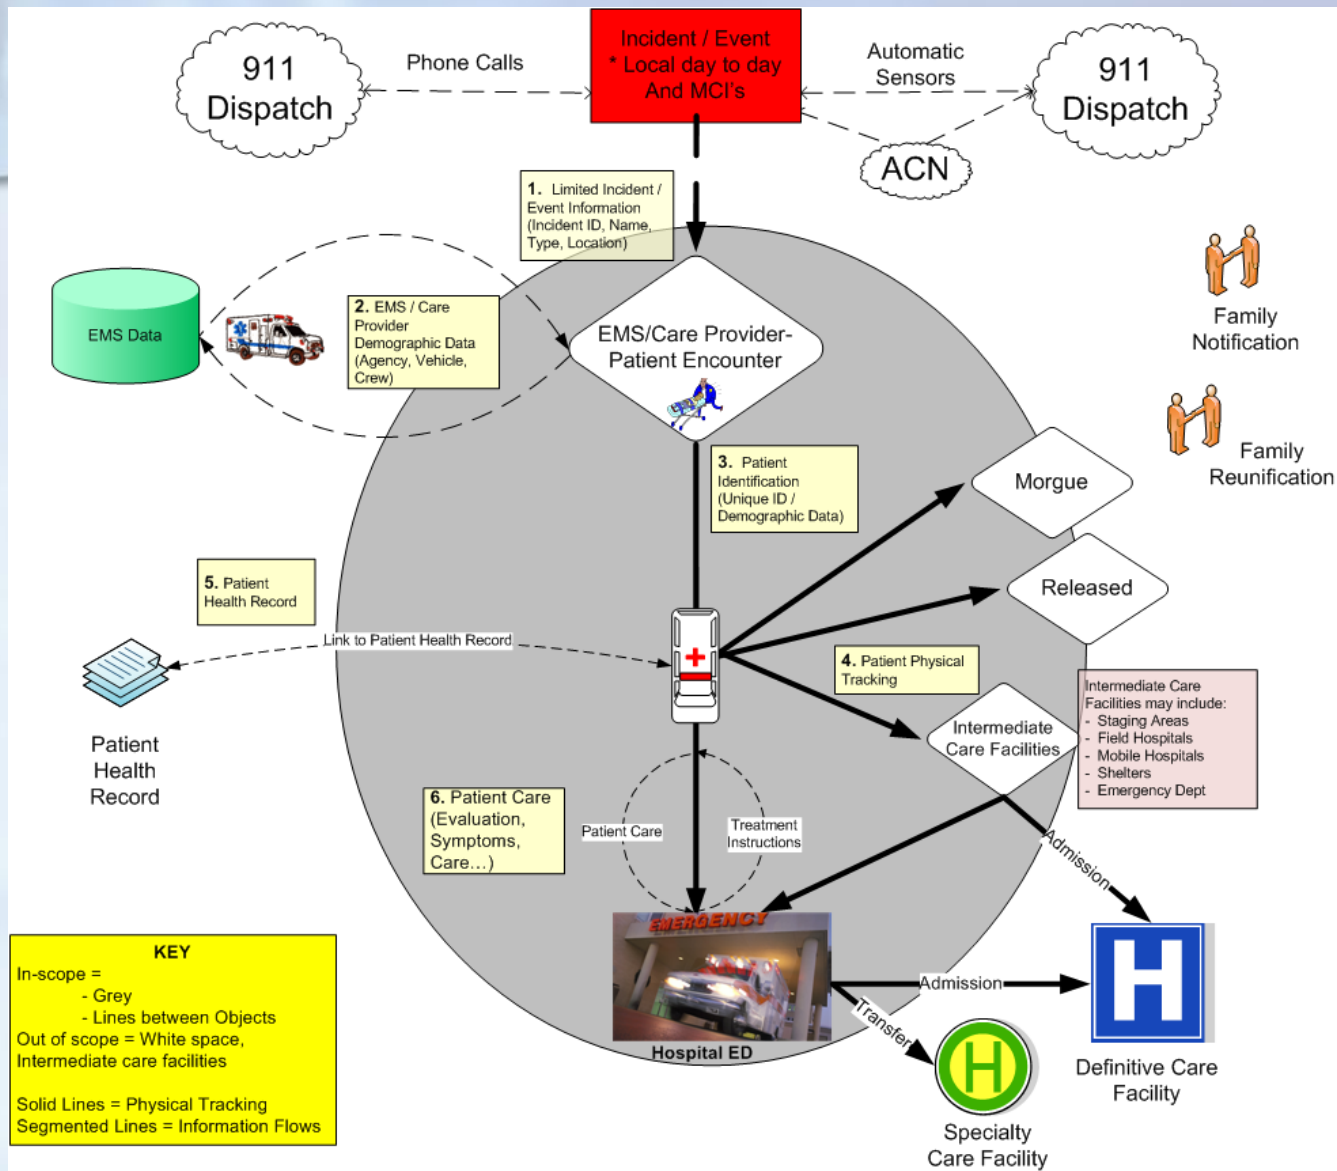 911
Dispatch
Phone Calls
Incident / Event
* Local day to day
And MCI's
Automatic
Sensors
911
Dispatch
ACN
1. Limited Incident /
Event Information
(Incident ID, Name,
Type, Location)
EMS Data
2. EMS / Care
Provider
Demographic Data
(Agency, Vehicle,
Crew)
EMS/Care Provider-
Patient Encounter
Family
Notification
Family
Reunification
3. Patient
Identification
(Unique ID /
Demographic Data)
Morgue
Released
5. Patient
Health Record
Link to Patient Health Record
Patient
Health
Record
4. Patient Physical
Tracking
Intermediate
Care Facilities
Intermediate Care
Facilities may include:
- Staging Areas
- Field Hospitals
- Mobile Hospitals
- Shelters
- Emergency Dept
6. Patient Care
(Evaluation,
Symptoms,
Care…)
Patient Care
Treatment
Instructions
Admission
EMERGENCY
Hospital ED
Admission
Transfer
H
Definitive Care
Facility
H
Specialty
Care Facility
KEY
In-scope =
- Grey
- Lines between Objects
Out of scope = White space,
Intermediate care facilities
Solid Lines = Physical Tracking
Segmented Lines = Information Flows